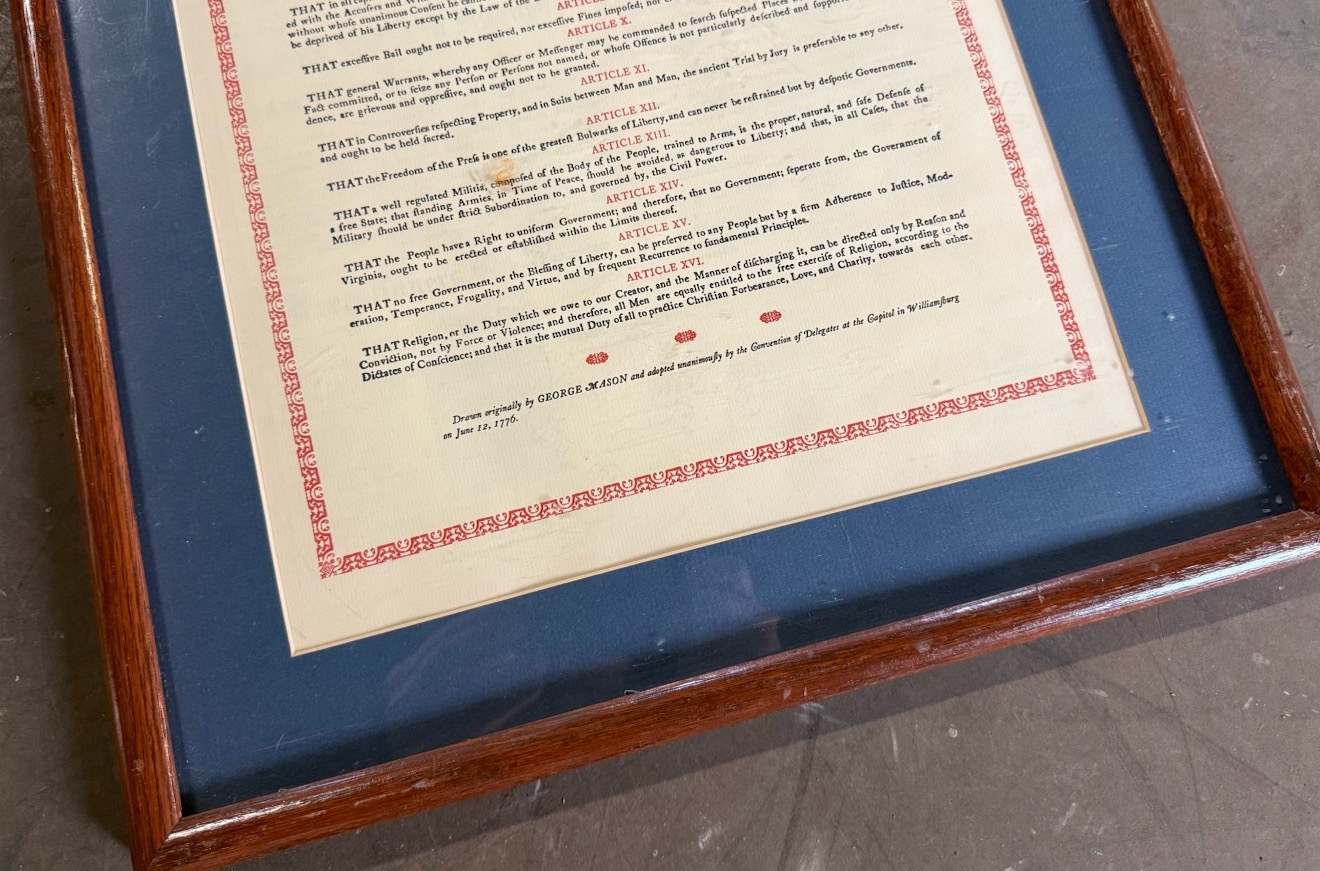 THAT in all
ed with the Accuſers and
without whoſe unanimous Conſent he
be deprived of his Liberty except by the Law of the
THAT exceſſive Bail ought not to be required, nor exceſſive Fines impoſed; nor
ARTICLE X.
THAT general Warrants, whereby any Officer or Meſſenger may be commanded to ſearch ſuſpected Places
Fact committed, or to ſeize any Perſon or Perſons not named, or whoſe Offence is not particularly deſcribed and
dence, are grievous and oppreſſive, and ought not to be granted.
ARTICLE XI.
THAT in Controverſies reſpecting Property, and in Suits between Man and Man, the ancient Trial by Jury is preferable to any other,
and ought to be held ſacred.
ARTICLE XII.
THAT the Freedom of the Preſs is one of the greateſt Bulwarks of Liberty, and can never be reſtrained but by deſpotic Governments.
ARTICLE XIII.
THAT a well regulated Militia, compoſed of the Body of the People, trained to Arms, is the proper, natural, and ſafe Defenſe of
a free State; that ſtanding Armies, in Time of Peace, ſhould be avoided, as dangerous to Liberty; and that, in all Caſes, that the
Military ſhould be under ſtrict Subordination to, and governed by, the Civil Power.
ARTICLE XIV.
THAT the People have a Right to uniform Government; and therefore, that no Government; ſeperate from, the Government of
Virginia, ought to be erected or eſtabliſhed within the Limits thereof.
ARTICLE XV.
THAT no free Government, or the Bleſſing of Liberty, can be preſerved to any People but by a firm Adherence to Juſtice, Mod-
eration, Temperance, Frugality, and Virtue, and by frequent Recurrence to fundamental Principles.
ARTICLE XVI.
THAT Religion, or the Duty which we owe to our Creator, and the Manner of diſcharging it, can be directed only by Reaſon and
Conviction, not by Force or Violence; and therefore, all Men are equally entitled to the free exerciſe of Religion, according to the
Dictates of Conſcience; and that it is the mutual Duty of all to practice Chriſtian Forbearance, Love, and Charity, towards each other.
Drawn originally by GEORGE MASON and adopted unanimouſly by the Convention of Delegates at the Capitol in Williamſburg
on June 12, 1776.